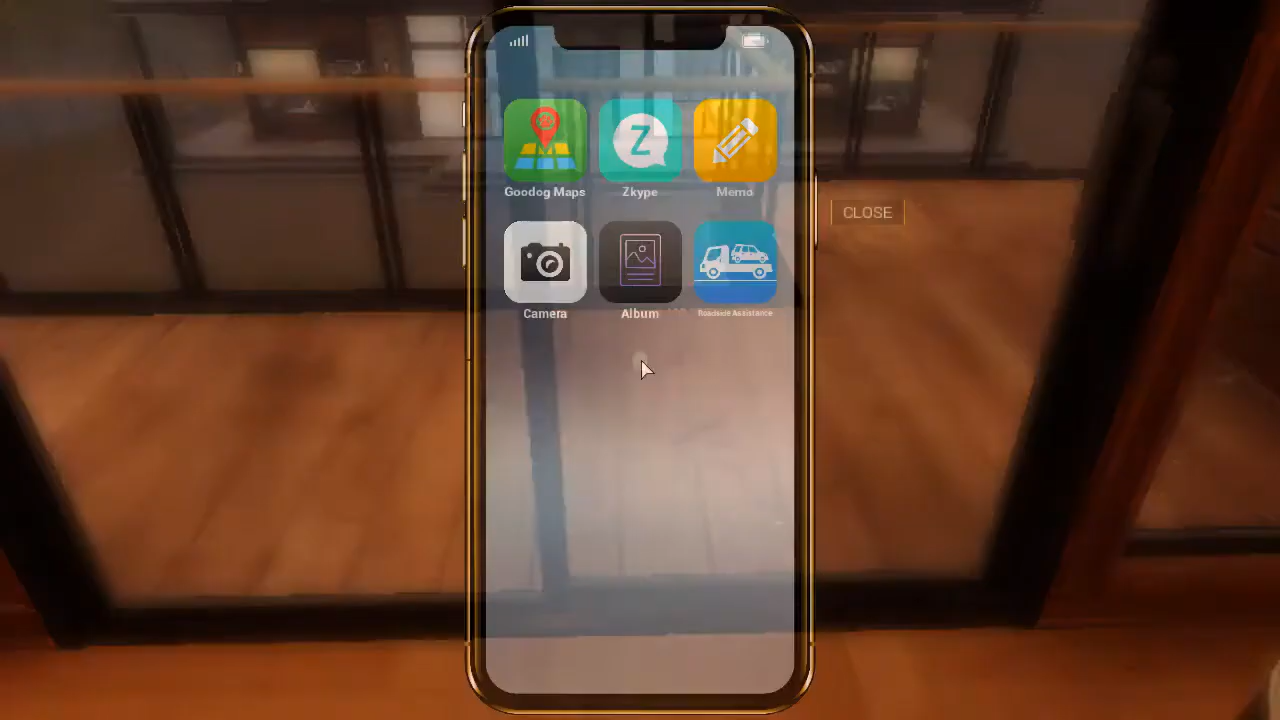 Z
Goodog Maps
Zkype
Memo
CLOSE
Camera
Album
Roadside Assistance